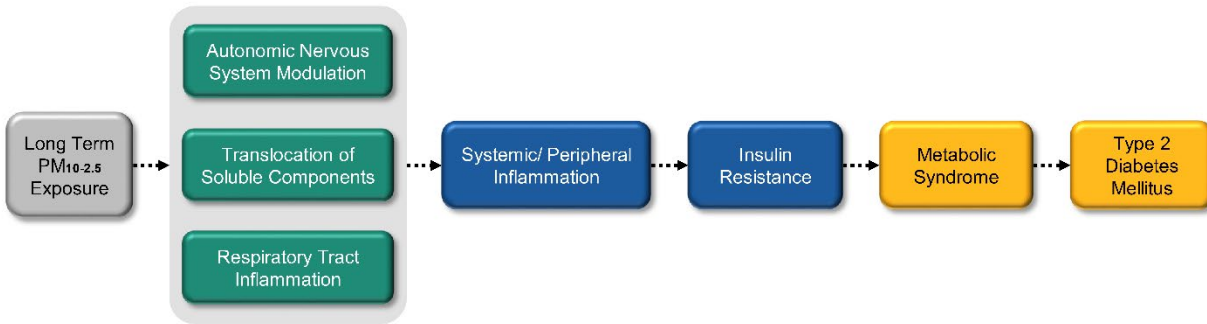 Autonomic Nervous
System Modulation
Long Term
PM10-2.5
Exposure
Translocation of
Soluble Components
Systemic/ Peripheral
Inflammation
Insulin
Resistance
Metabolic
Syndrome
Type 2
Diabetes
Mellitus
Respiratory Tract
Inflammation